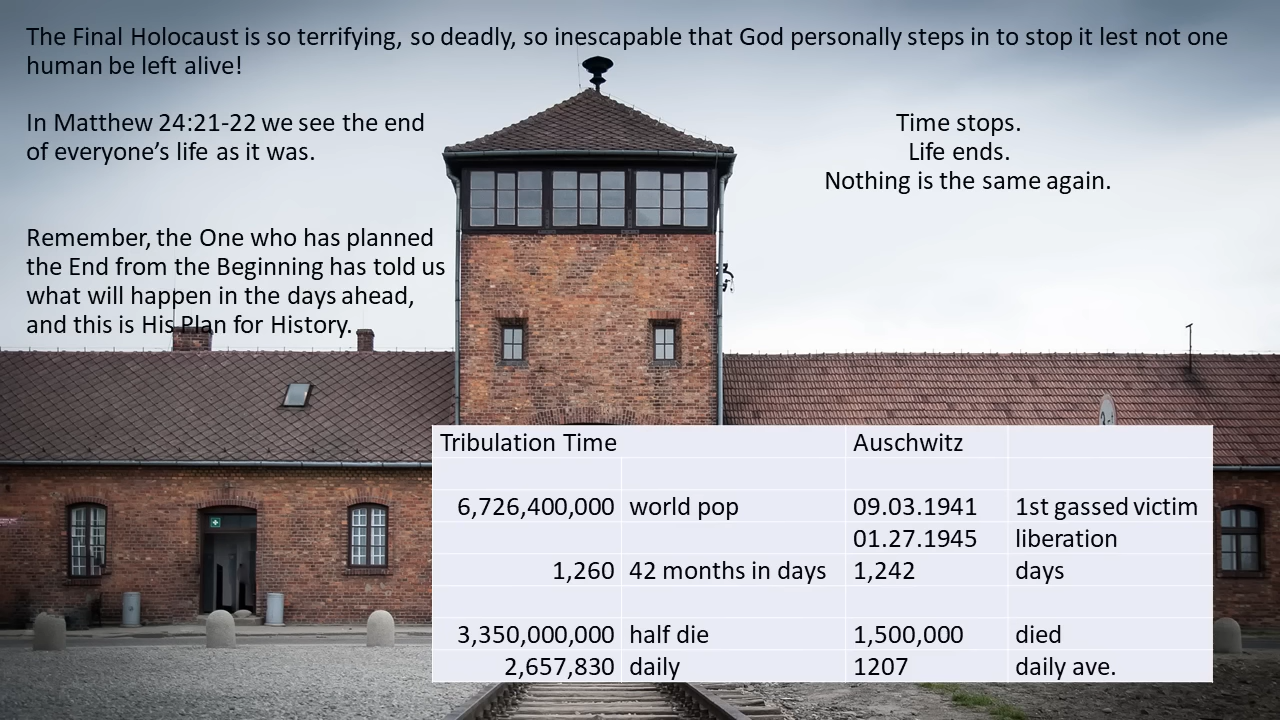 The Final Holocaust is so terrifying, so deadly, so inescapable that God personally steps in to stop it lest not one
human be left alive!
In Matthew 24:21-22 we see the end
of everyone's life as it was.
Time stops.
Life ends.
Nothing is the same again.
Remember, the One who has planned
the End from the Beginning has told us
what will happen in the days ahead,
and this is His Plan for History.
Tribulation Time Auschwitz
6,726,400,000 world pop 09.03.1941 1st gassed victim
01.27.1945 liberation
1,260 42 months in days 1,242 days
3,350,000,000 half die 1,500,000 died
2,657,830 daily 1207 daily ave.